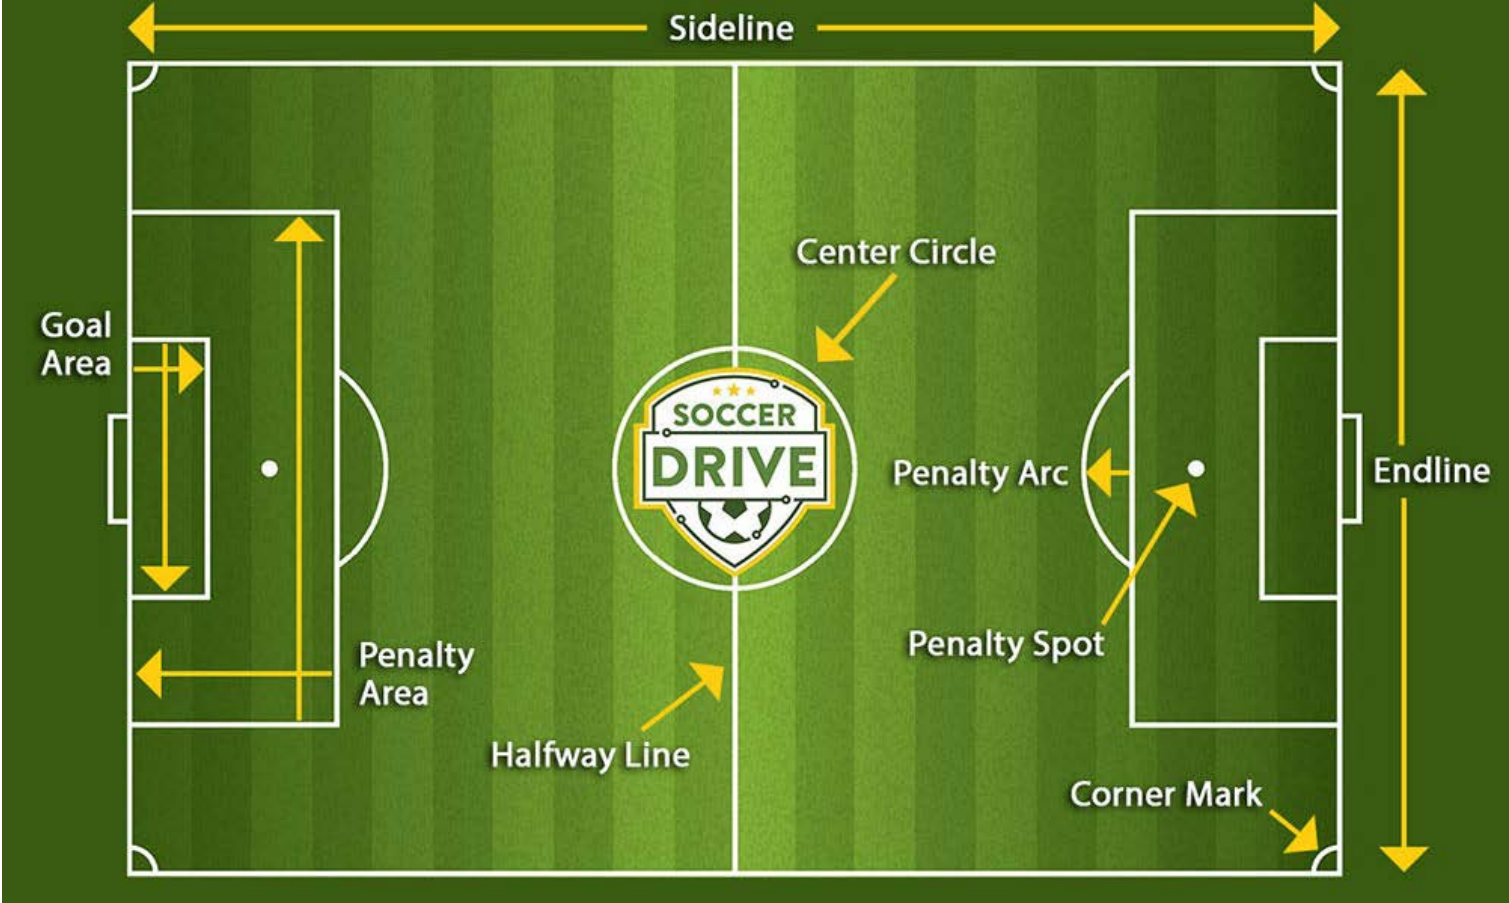 Sideline
Center Circle
Goal
Area
SOCCER
DRIVE
Penalty Arc
Endline
Penalty Spot
Penalty
Area
Halfway Line
Corner Mark